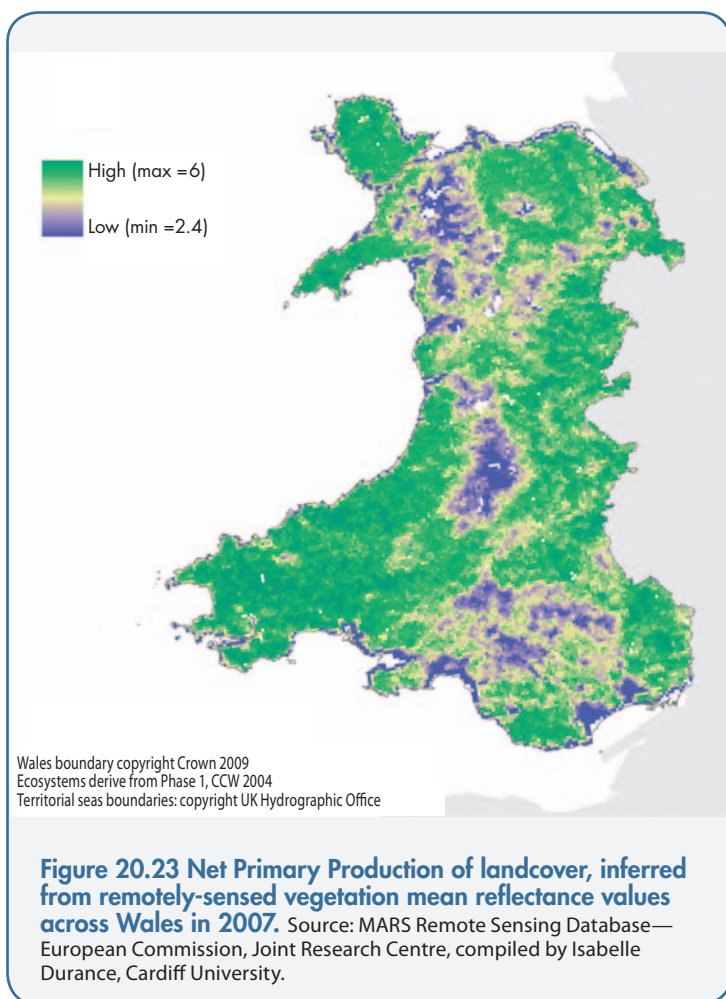 High (max =6)
Low (min =2.4)
Wales boundary copyright Crown 2009
Ecosystems derive from Phase 1, CCW 2004
Territorial seas boundaries: copyright UK Hydrographic Office
Figure 20.23 Net Primary Production of landcover, inferred
from remotely-sensed vegetation mean reflectance values
across Wales in 2007. Source: MARS Remote Sensing Database—
European Commission, Joint Research Centre, compiled by Isabelle
Durance, Cardiff University.